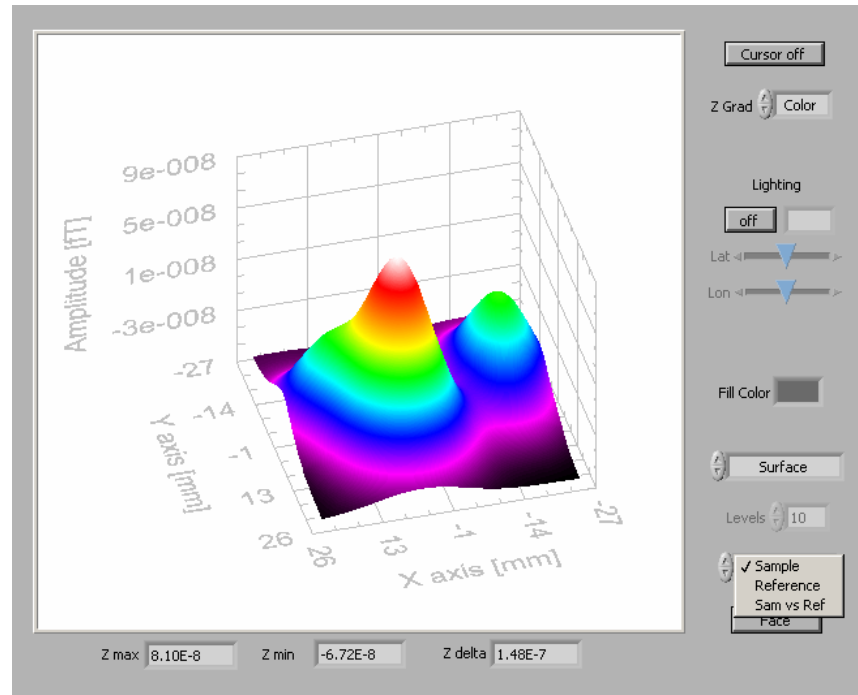 Cursor off
Z Grad Color
Lighting
off
Lat
Lon
Fill Color
Surface
Levels 10
✓ Sample
Reference
Sam vs Ref
Face
Amplitude [fT]
9e-008
5e-008
1e-008
-3e-008
Y axis [mm]
-27
-14
-1
13
26
X axis [mm]
26
13
-1
-14
-27
Z max 8.10E-8 Z min -6.72E-8 Z delta 1.48E-7